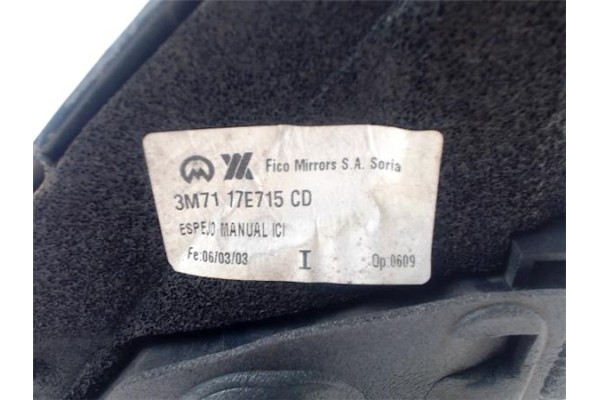 Fico Mirrors S.A. Soria
3M71 17E715 CD
ESPEJO MANUAL ICI
Fe:06/03/03 I Op:0609